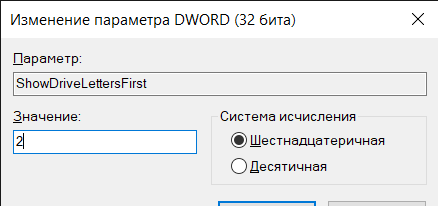 Изменение параметра DWORD (32 бита)
Параметр:
ShowDriveLettersFirst
Значение:
2
Система исчисления
Шестнадцатеричная
Десятичная